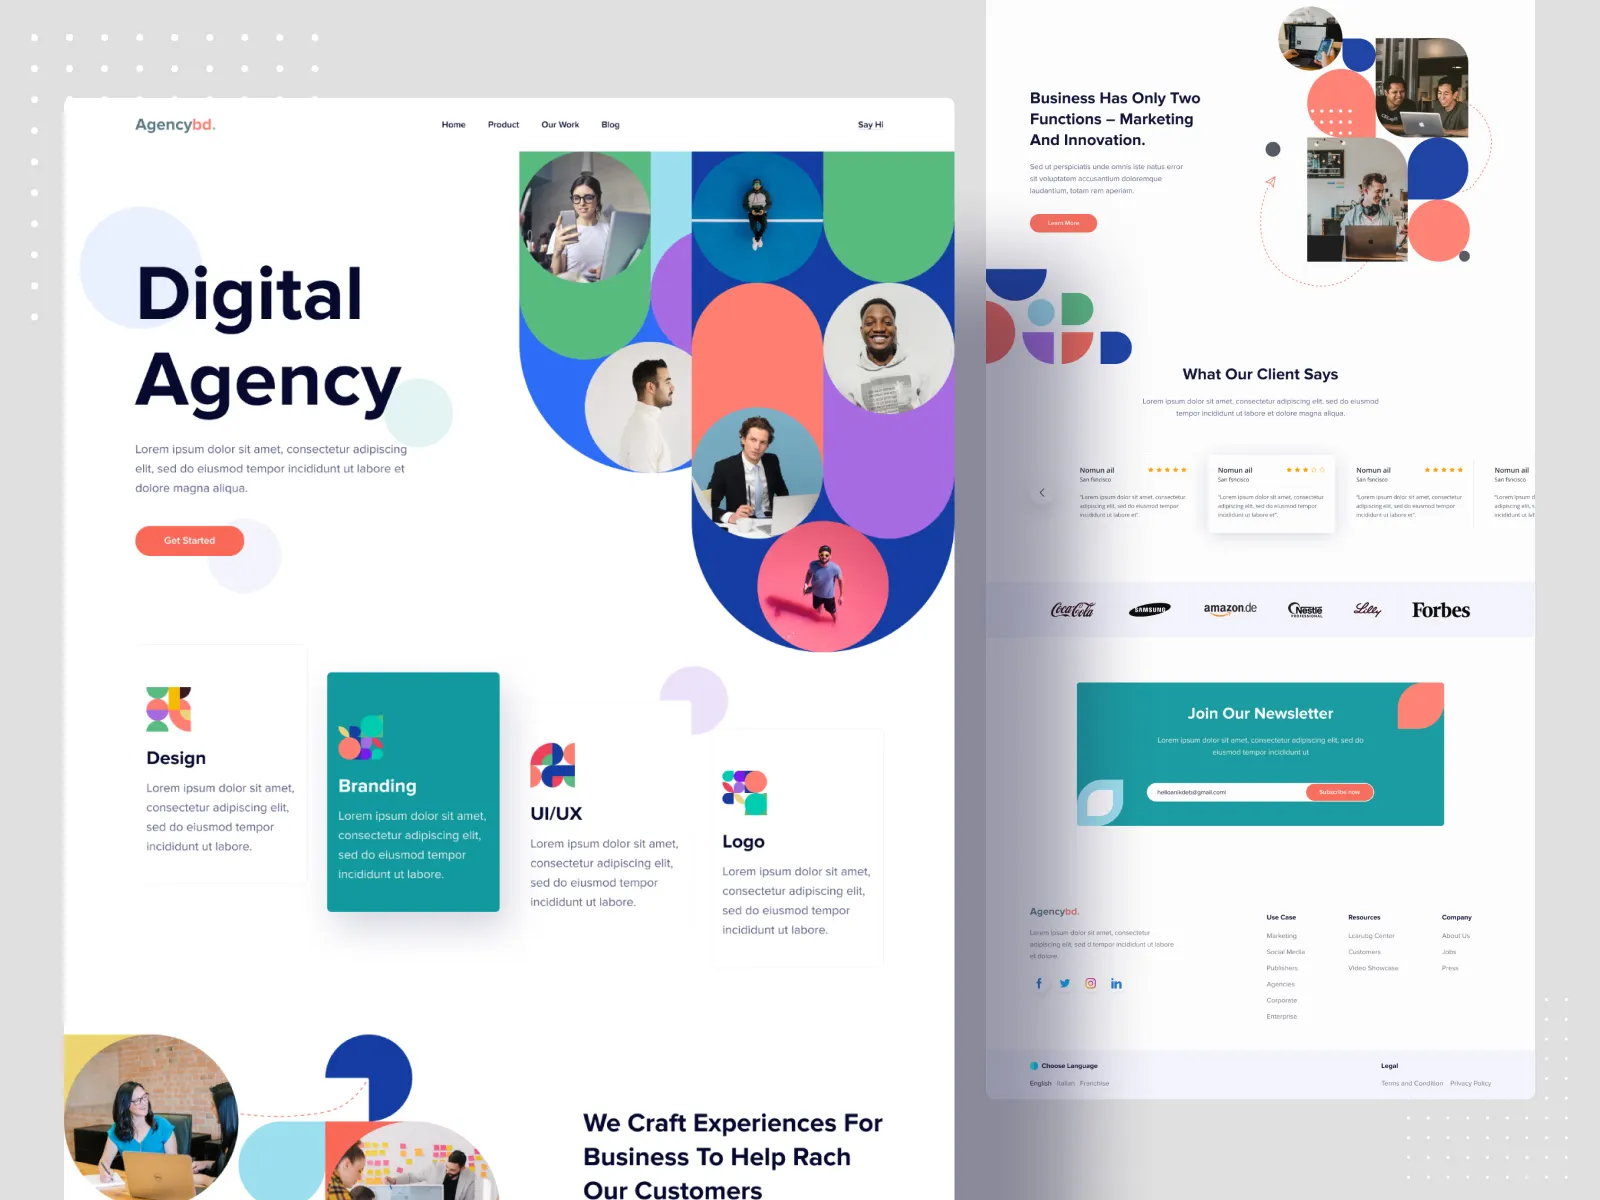 Agencybd.
Home
Product
Our Work
Blog
Say Hi
Digital
Agency
Lorem ipsum dolor sit amet, consectetur adipiscing
elit, sed do eiusmod tempor incididunt ut labore et
dolore magna aliqua.
Get Started
Design
Lorem ipsum dolor sit amet,
consectetur adipiscing elit,
sed do eiusmod tempor
incididunt ut labore.
Branding
Lorem ipsum dolor sit amet,
consectetur adipiscing elit,
sed do eiusmod tempor
incididunt ut labore.
UI/UX
Lorem ipsum dolor sit amet,
consectetur adipiscing elit,
sed do eiusmod tempor
incididunt ut labore.
Logo
Lorem ipsum dolor sit amet,
consectetur adipiscing elit,
sed do eiusmod tempor
incididunt ut labore.
We Craft Experiences For
Business To Help Rach
Our Customers
Business Has Only Two
Functions – Marketing
And Innovation.
Sed ut perspiciatis unde omnis iste natus error
sit voluptatem accusantium doloremque
laudantium, totam rem aperiam.
Learn More
What Our Client Says
Lorem ipsum dolor sit amet, consectetur adipiscing elit, sed do eiusmod
tempor incididunt ut labore et dolore magna aliqua.
Nomun ail
San fsncisco
"Lorem ipsum dolor sit amet, consectetur
adipiscing elit, sed do eiusmod tempor
incididunt ut labore et".
Nomun ail
San fsncisco
"Lorem ipsum dolor sit amet, consectetur
adipiscing elit, sed do eiusmod tempor
incididunt ut labore et".
Nomun ail
San fsncisco
"Lorem ipsum dolor sit amet, consectetur
adipiscing elit, sed do eiusmod tempor
incididunt ut labore et".
Nomun ail
San fsncisco
"Lorem ipsum d
adipiscing elit, s
incididunt ut lab
Coca-Cola
SAMSUNG
amazon.de
Nestle PROFESSIONAL
Lilly
Forbes
Join Our Newsletter
Lorem ipsum dolor sit amet, consectetur adipiscing elit, sed do
eiusmod tempor incididunt ut
helloanikdeb@gmail.com!
Subscribe now
Agencybd.
Lorem ipsum dolor sit amet, consectetur
adipiscing elit, sed d tempor incididunt ut labore
et dolore.
Use Case
Marketing
Social Media
Publishers
Agencies
Corporate
Enterprise
Resources
Customers
Video Showcase
Company
About Us
Jobs
Press
Choose Language
English
Italian
Franchise
Legal
Terms and Condition
Privacy Policy